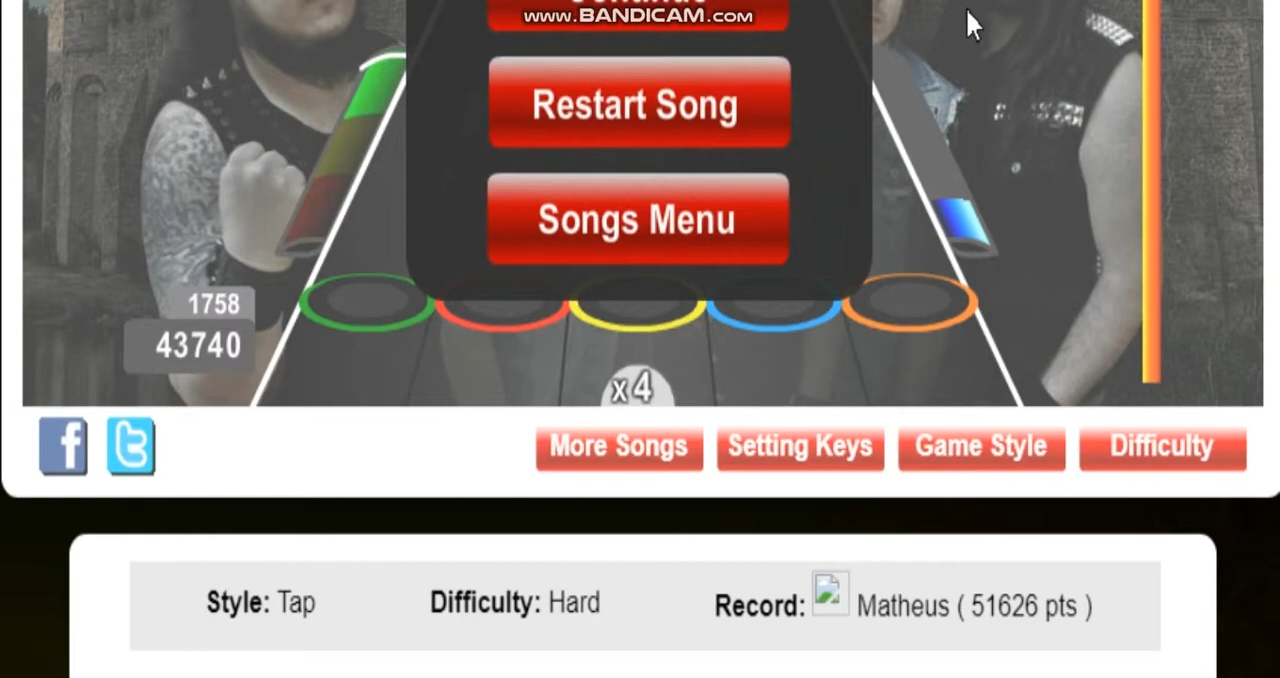 www.BANDICAM.com
Restart Song
Songs Menu
1758
43740
x4
More Songs
Setting Keys
Game Style
Difficulty
Style: Tap
Difficulty: Hard
Record: Matheus ( 51626 pts )